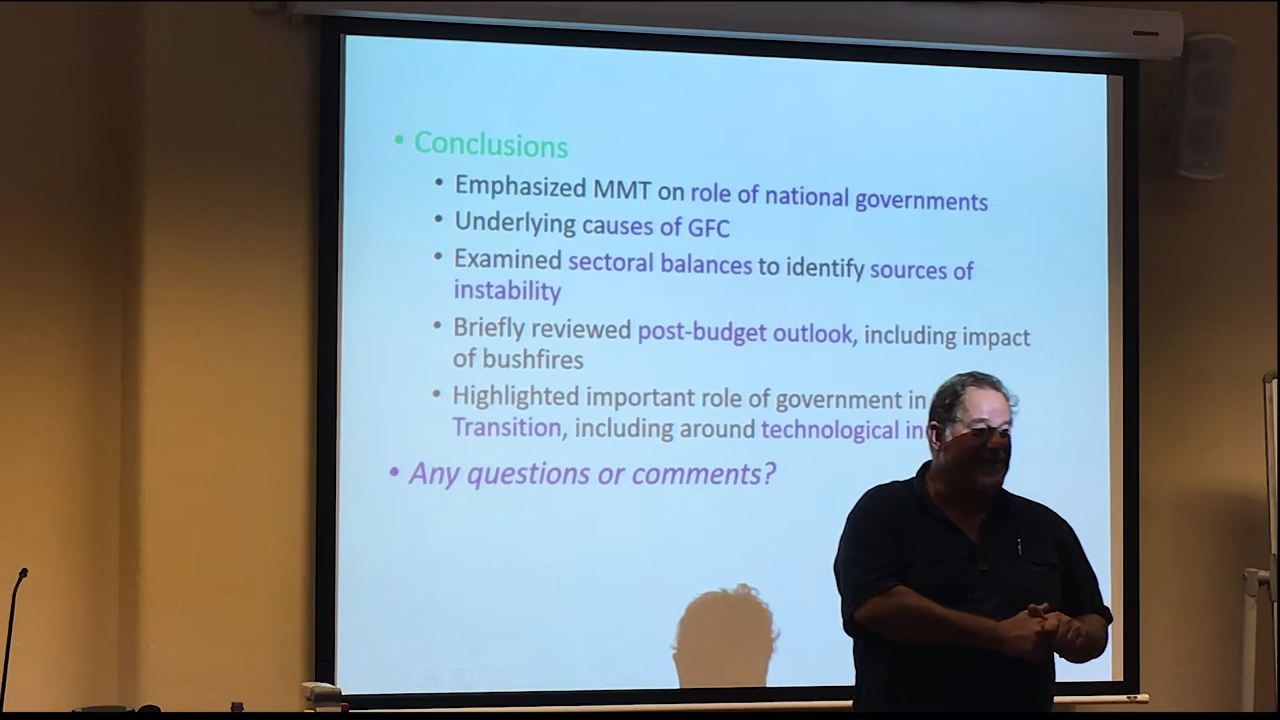 • Conclusions
• Emphasized MMT on role of national governments
• Underlying causes of GFC
• Examined sectoral balances to identify sources of
instability
• Briefly reviewed post-budget outlook, including impact
of bushfires
• Highlighted important role of government in
Transition, including around technological
• Any questions or comments?